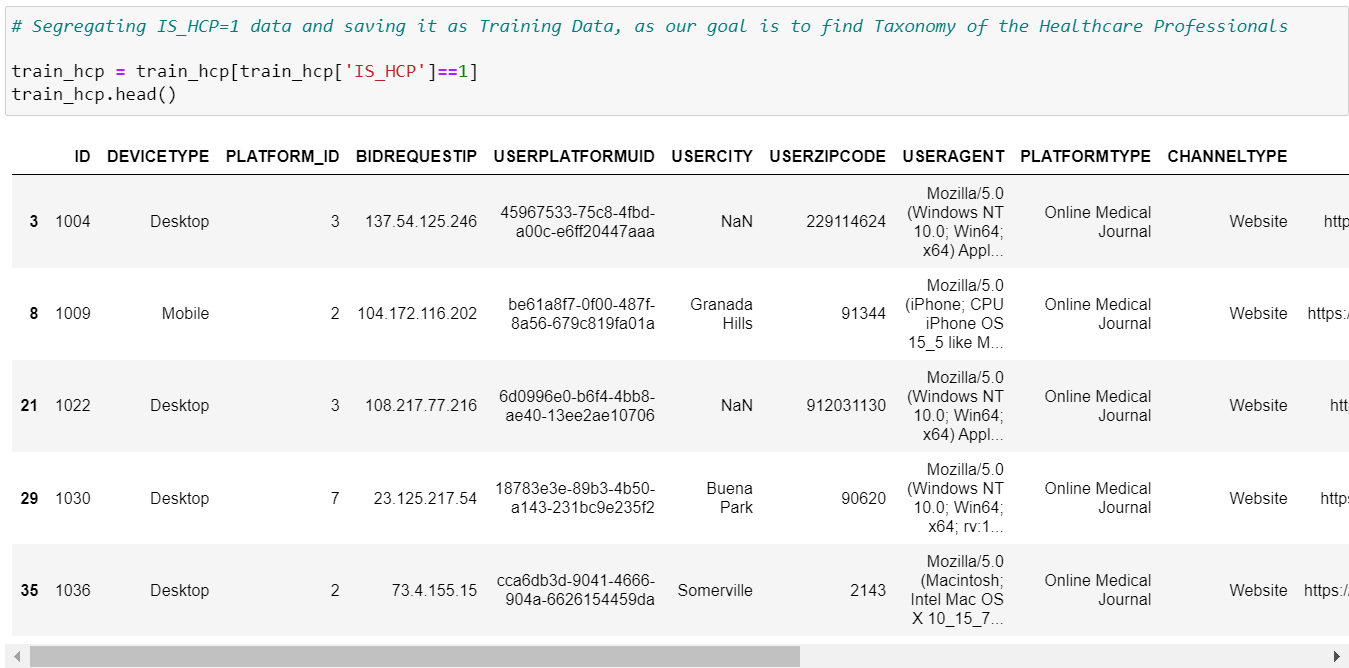 # Segregating IS_HCP=1 data and saving it as Training Data, as our goal is to find Taxonomy of the Healthcare Professionals
train_hcp = train_hcp[train_hcp['IS_HCP']==1]
train_hcp.head()
ID DEVICETYPE PLATFORM_ID BIDREQUESTIP USERPLATFORMUID USERCITY USERZIPCODE USERAGENT PLATFORMTYPE CHANNELTYPE
Mozilla/5.0
45967533-75c8-4fbd- (Windows NT Online Medical
3 1004 Desktop 3 137.54.125.246 NaN 229114624 Website http
a00c-e6ff20447aaa 10.0; Win64; Journal
x64) Appl...
Mozilla/5.0
be61a8f7-0f00-487f- Granada (iPhone; CPU Online Medical
8 1009 Mobile 2 104.172.116.202 91344 Website https:/
8a56-679c819fa01a Hills iPhone OS Journal
15_5 like M...
Mozilla/5.0
6d0996e0-b6f4-4bb8- (Windows NT Online Medical
21 1022 Desktop 3 108.217.77.216 NaN 912031130 Website htt
ae40-13ee2ae10706 10.0; Win64; Journal
x64) Appl...
Mozilla/5.0
18783e3e-89b3-4b50- Buena (Windows NT Online Medical
29 1030 Desktop 7 23.125.217.54 90620 Website https
a143-231bc9e235f2 Park 10.0; Win64; Journal
x64; rv:1...
Mozilla/5.0
cca6db3d-9041-4666- (Macintosh; Online Medical
35 1036 Desktop 2 73.4.155.15 Somerville 2143 Website https:/
904a-6626154459da Intel Mac OS Journal
X 10_15_7...